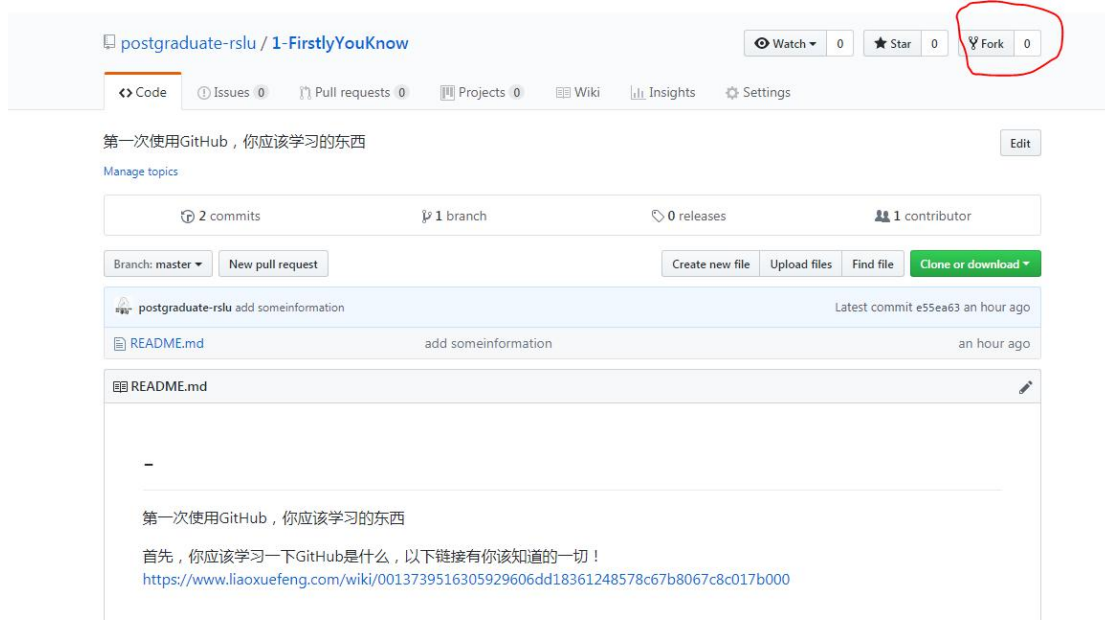 postgraduate-rslu / 1-FirstlyYouKnow
Watch 0 Star 0 Fork 0
Code Issues 0 Pull requests 0 Projects 0 Wiki Insights Settings
第一次使用GitHub，你应该学习的东西 Edit
Manage topics
2 commits 1 branch 0 releases 1 contributor
Branch: master New pull request Create new file Upload files Find file Clone or download
postgraduate-rslu add someinformation Latest commit e55ea63 an hour ago
README.md add someinformation an hour ago
README.md
-
第一次使用GitHub，你应该学习的东西
首先，你应该学习一下GitHub是什么，以下链接有你该知道的一切！
https://www.liaoxuefeng.com/wiki/0013739516305929606dd18361248578c67b8067c8c017b000